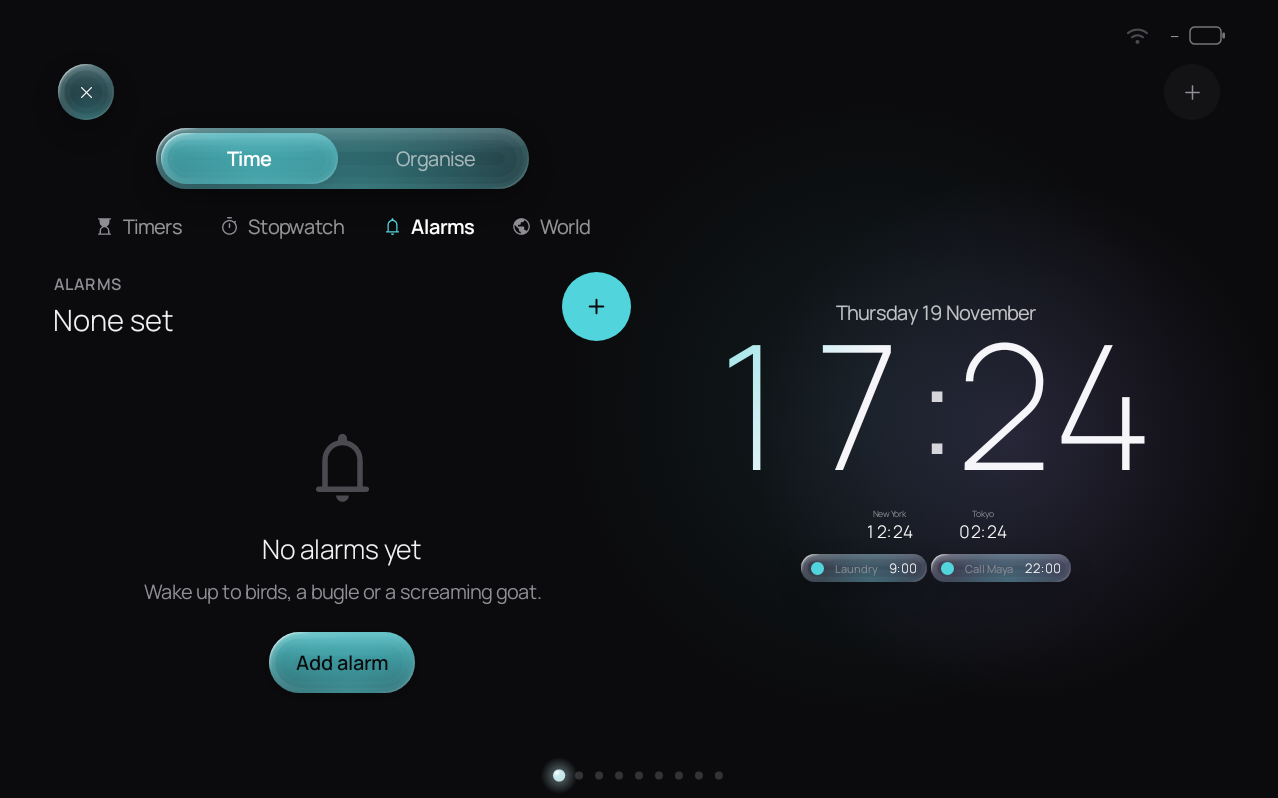 –
Time
Organise
Timers
Stopwatch
Alarms
World
ALARMS
None set
No alarms yet
Wake up to birds, a bugle or a screaming goat.
Add alarm
Thursday 19 November
17:24
New York
Tokyo
12:24
02:24
Laundry 9:00
Call Maya 22:00